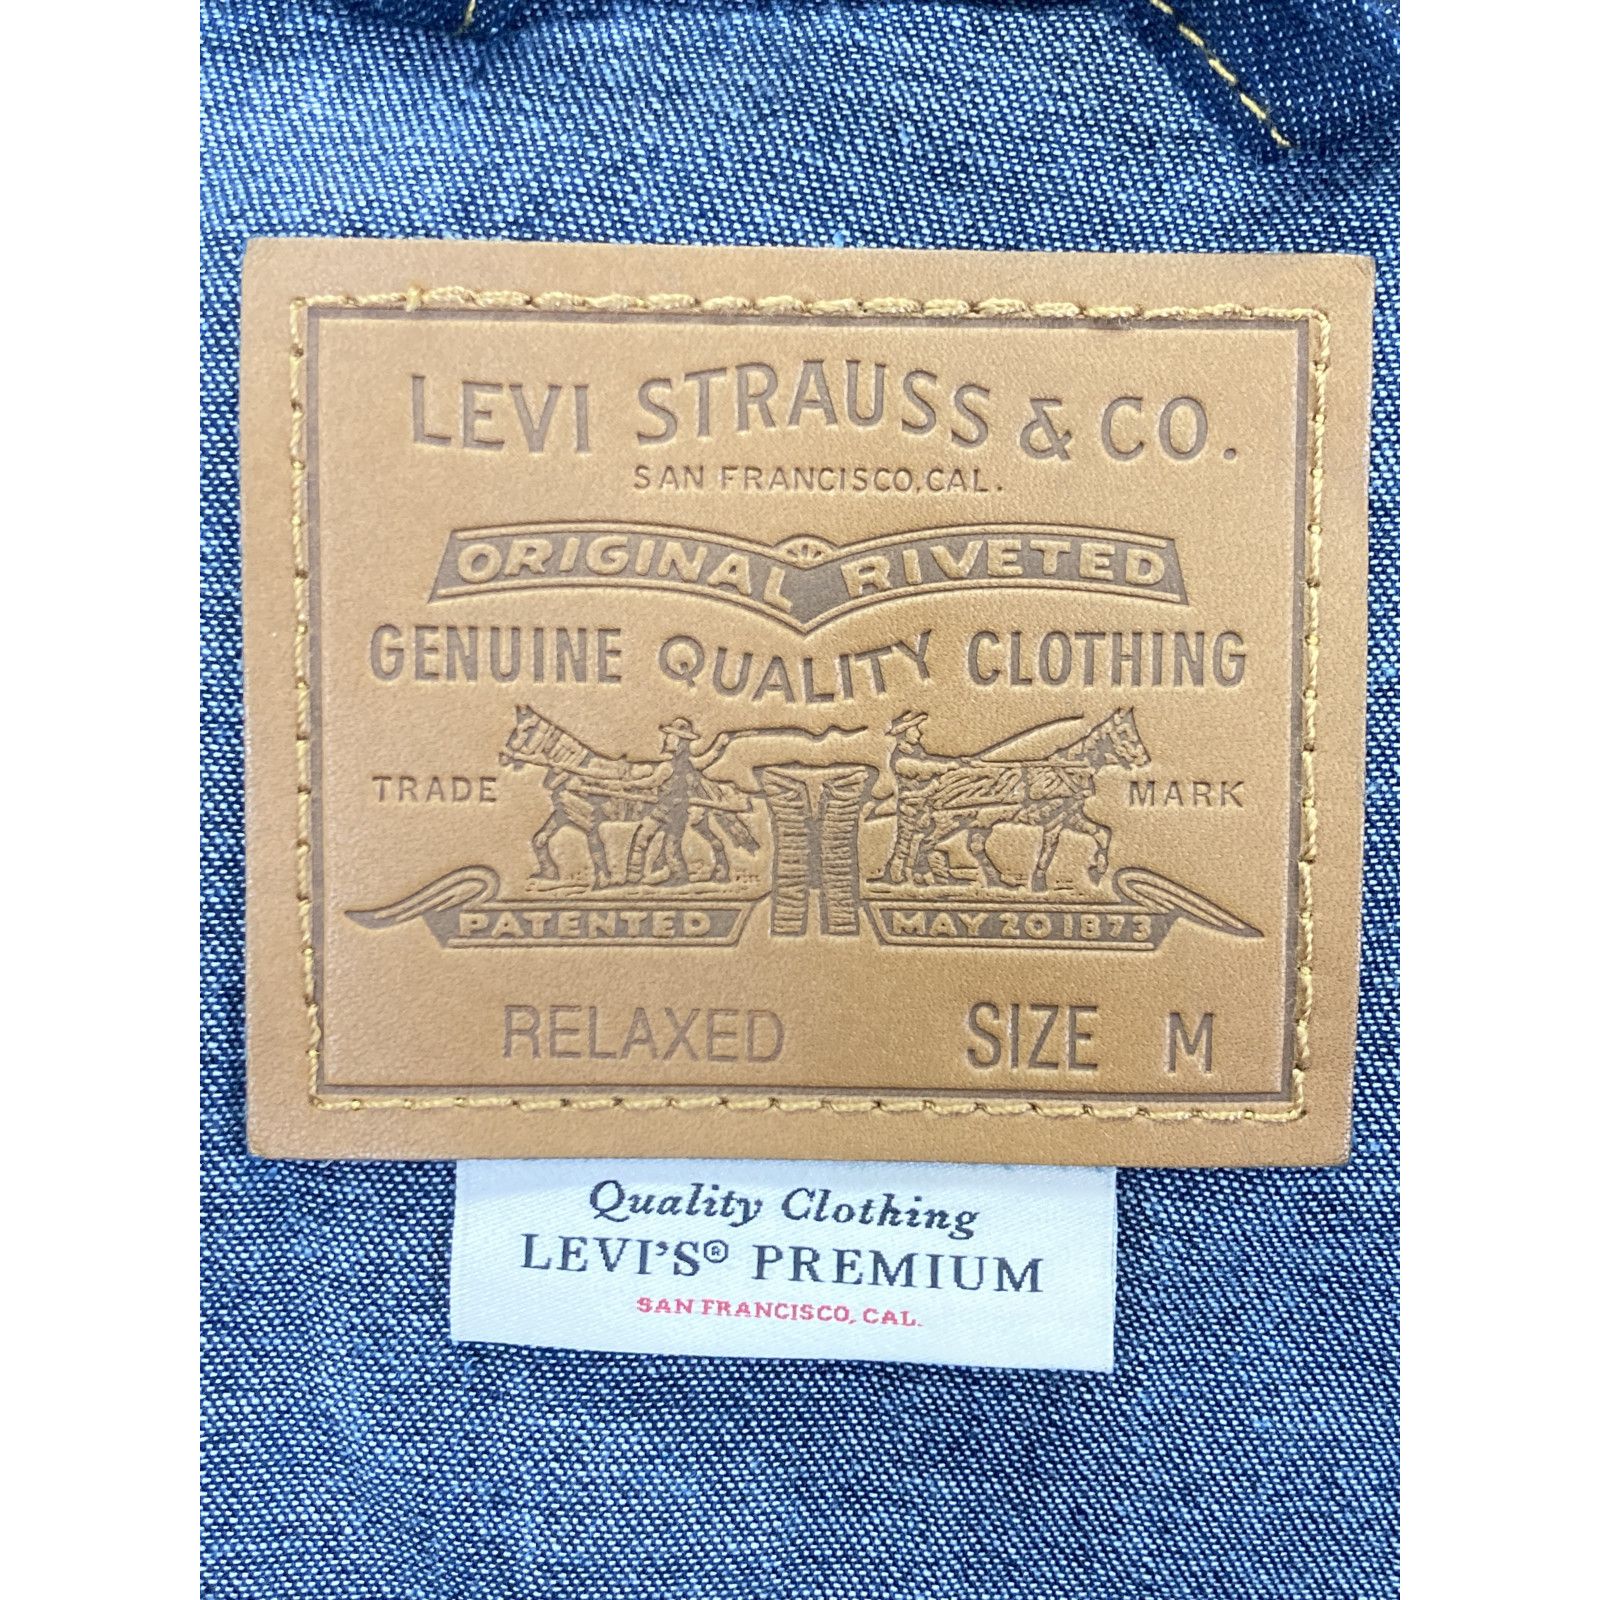 LEVI STRAUSS & CO.
SAN FRANCISCO, CAL.
ORIGINAL RIVETED
GENUINE QUALITY CLOTHING
TRADE MARK
PATENTED MAY 20 1873
RELAXED SIZE M
Quality Clothing
LEVI'S® PREMIUM
SAN FRANCISCO, CAL.